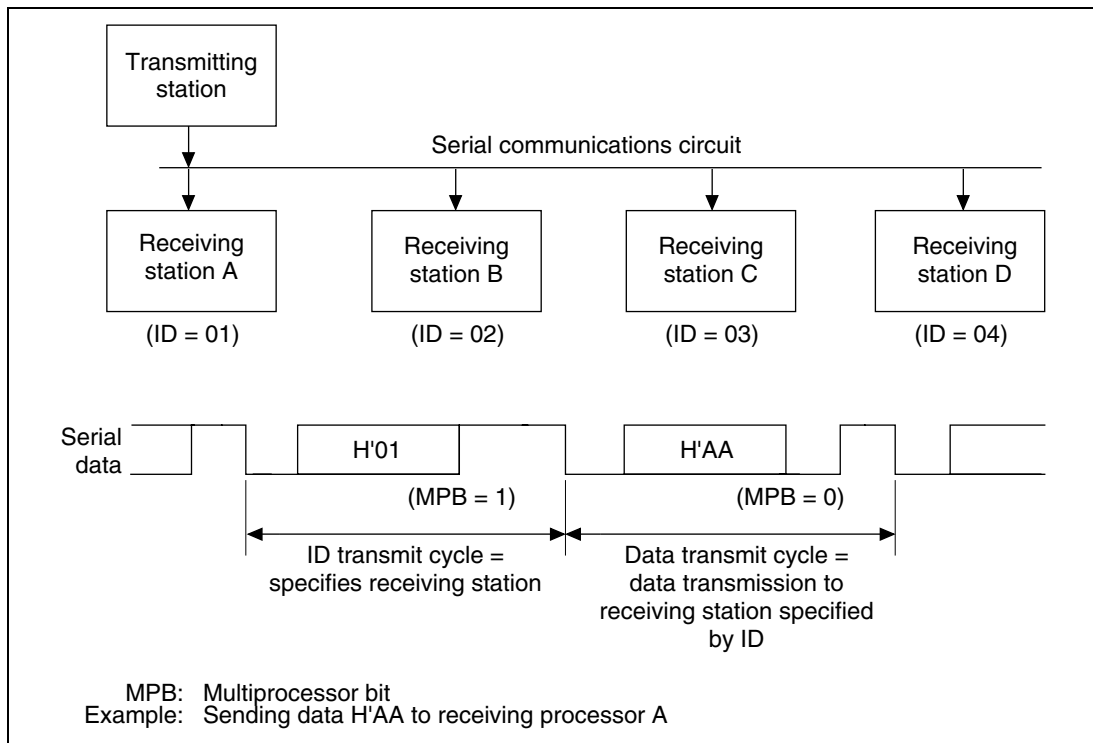 Transmitting
station
Serial communications circuit
Receiving
station A
Receiving
station B
Receiving
station C
Receiving
station D
(ID = 01)
(ID = 02)
(ID = 03)
(ID = 04)
Serial
data
H'01
H'AA
(MPB = 1)
(MPB = 0)
ID transmit cycle =
specifies receiving station
Data transmit cycle =
data transmission to
receiving station specified
by ID
MPB: Multiprocessor bit
Example: Sending data H'AA to receiving processor A